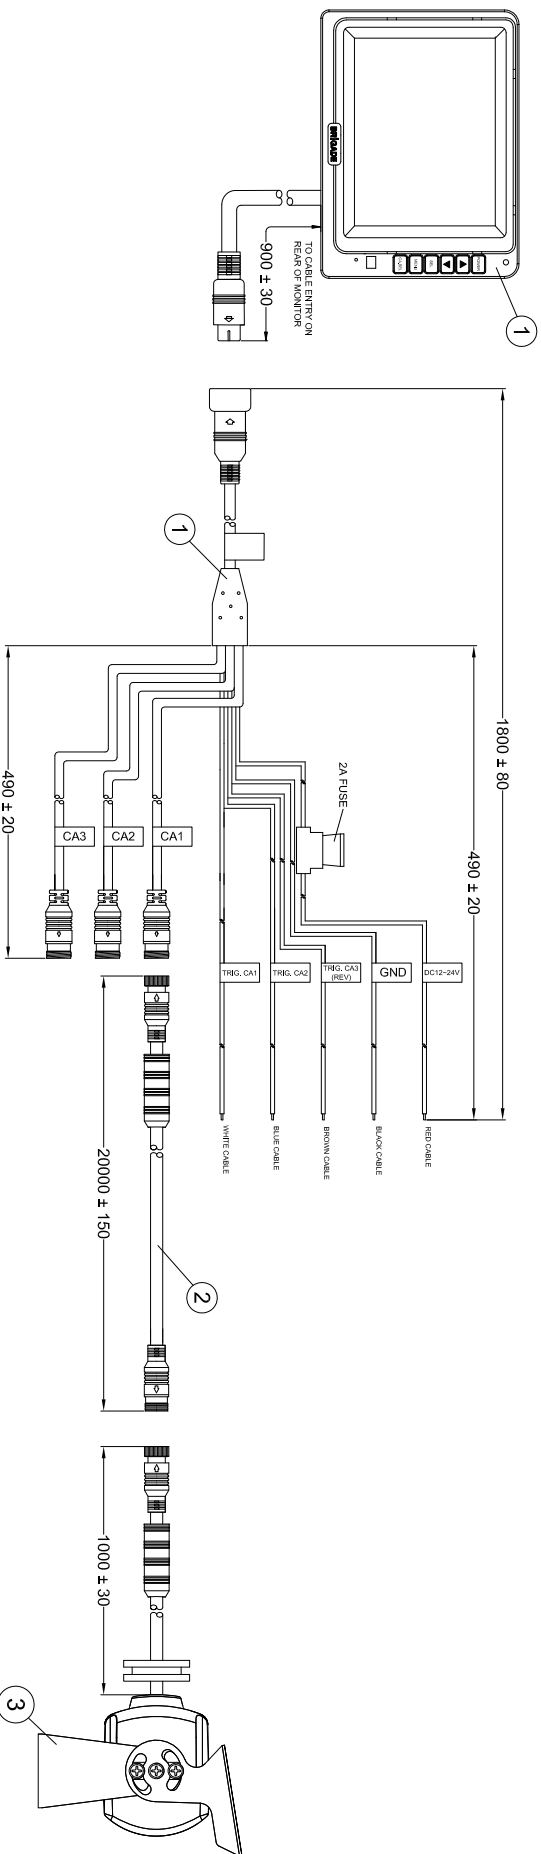 BRIGADE
1
TO CABLE ENTRY ON
REAR OF MONITOR
900 ± 30
1800 ± 80
1
490 ± 20
490 ± 20
2A FUSE
CA3
CA2
CA1
TRIG. CA1
TRIG. CA2
TRIG. CA3
(REV)
GND
DC12~24V
WHITE CABLE
BLUE CABLE
BROWN CABLE
BLACK CABLE
RED CABLE
20000 ± 150
2
1000 ± 30
3